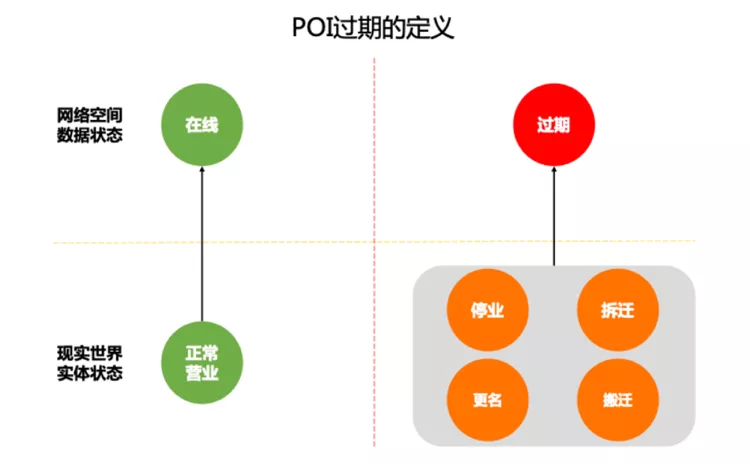 POI过期的定义
网络空间
数据状态
在线
过期
现实世界
实体状态
正常
营业
停业
拆迁
更名
搬迁